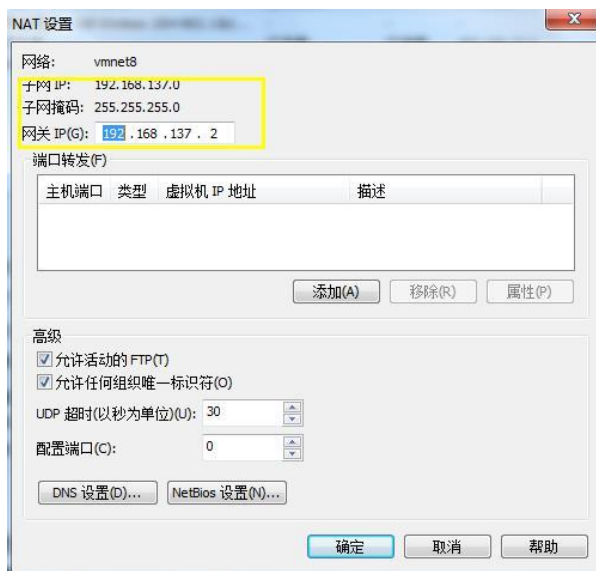 NAT 设置
网络: vmnet8
子网 IP: 192.168.137.0
子网掩码: 255.255.255.0
网关 IP(G): 192 . 168 . 137 . 2
端口转发(F)
主机端口 类型 虚拟机 IP 地址 描述
添加(A) 移除(R) 属性(P)
高级
允许活动的 FTP(T)
允许任何组织唯一标识符(O)
UDP 超时(以秒为单位)(U): 30
配置端口(C): 0
DNS 设置(D)... NetBios 设置(N)...
确定 取消 帮助